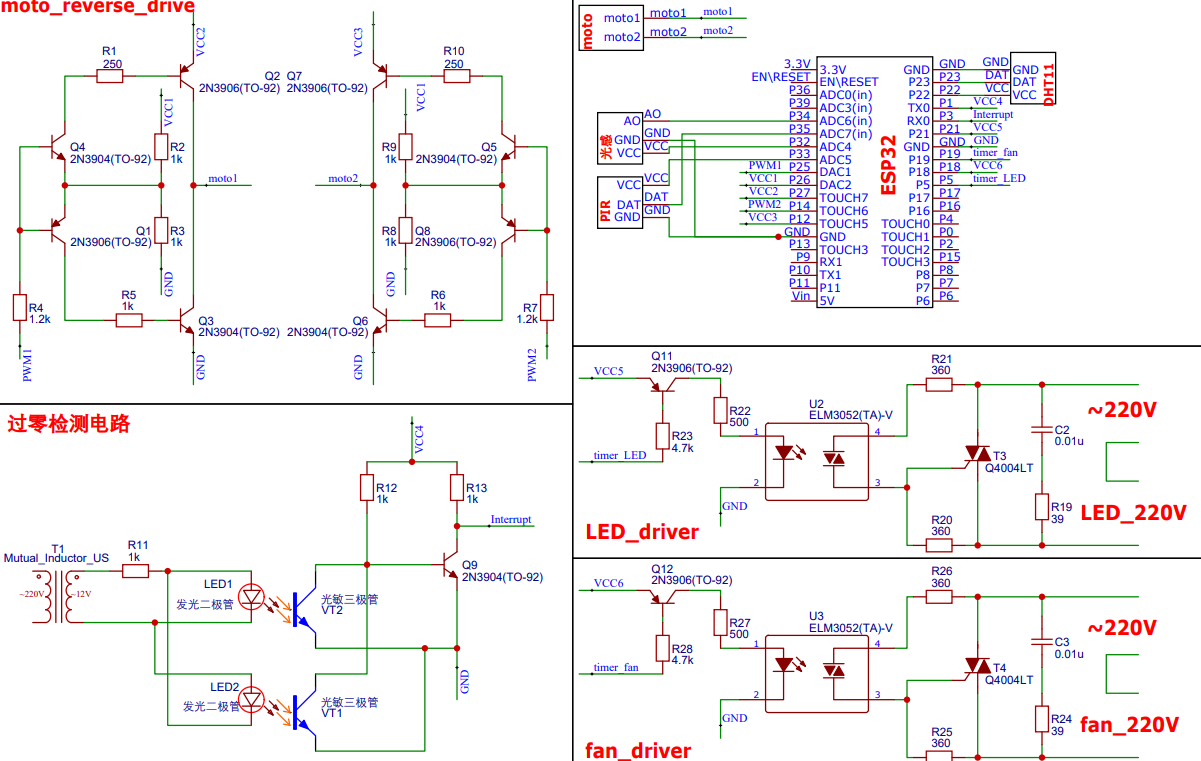 moto_reverse_drive
VCC2
VCC3
R1
250
Q2
2N3906(TO-92)
Q7
2N3906(TO-92)
R10
250
VCC1
VCC1
Q4
2N3904(TO-92)
R2
1k
R9
1k
Q5
2N3904(TO-92)
moto1
moto2
Q1
2N3906(TO-92)
R3
1k
R8
1k
Q8
2N3906(TO-92)
GND
GND
R4
1.2k
R5
1k
Q3
2N3904(TO-92)
Q6
2N3904(TO-92)
R6
1k
R7
1.2k
PWM1
GND
GND
PWM2
moto
moto1
moto2
moto1
moto2
moto1
moto2
ESP32
3.3V 3.3V
EN\RESET EN\RESET
P36 ADC0(in)
P39 ADC3(in)
P34 ADC6(in)
P35 ADC7(in)
P32 ADC4
P33 ADC5
PWM1 P25 DAC1
VCC1 P26 DAC2
VCC2 P27 TOUCH7
PWM2 P14 TOUCH6
VCC3 P12 TOUCH5
GND GND
P13 TOUCH3
P9 RX1
P10 TX1
P11 P11
Vin 5V
GND GND GND GND
P23 P23 DAT DAT
P22 P22 VCC VCC
DHT11
TX0 P1 VCC4
RX0 P3 Interrupt
P21 P21 VCC5
GND GND GND
P19 P19 timer_fan
P18 P18 VCC6
P5 P5 timer_LED
P17 P17
P16 P16
TOUCH0 P4
TOUCH1 P0
TOUCH2 P2
TOUCH3 P15
P8 P8
P7 P7
P6 P6
光感
AO AO
GND GND
VCC VCC
PIR
VCC VCC
DAT DAT
GND GND
过零检测电路
VCC4
R12
1k
R13
1k
Interrupt
T1
Mutual_Inductor_US
~220V
~12V
R11
1k
LED1
发光二极管
光敏三极管
VT2
Q9
2N3904(TO-92)
LED2
发光二极管
光敏三极管
VT1
GND
Q11
2N3906(TO-92)
VCC5
R22
500
R23
4.7k
timer_LED
GND
U2
ELM3052(TA)-V
1
2
4
3
R21
360
T3
Q4004LT
C2
0.01u
R19
39
R20
360
~220V
LED_220V
LED_driver
Q12
2N3906(TO-92)
VCC6
R27
500
R28
4.7k
timer_fan
GND
U3
ELM3052(TA)-V
1
2
4
3
R26
360
T4
Q4004LT
C3
0.01u
R24
39
R25
360
~220V
fan_220V
fan_driver